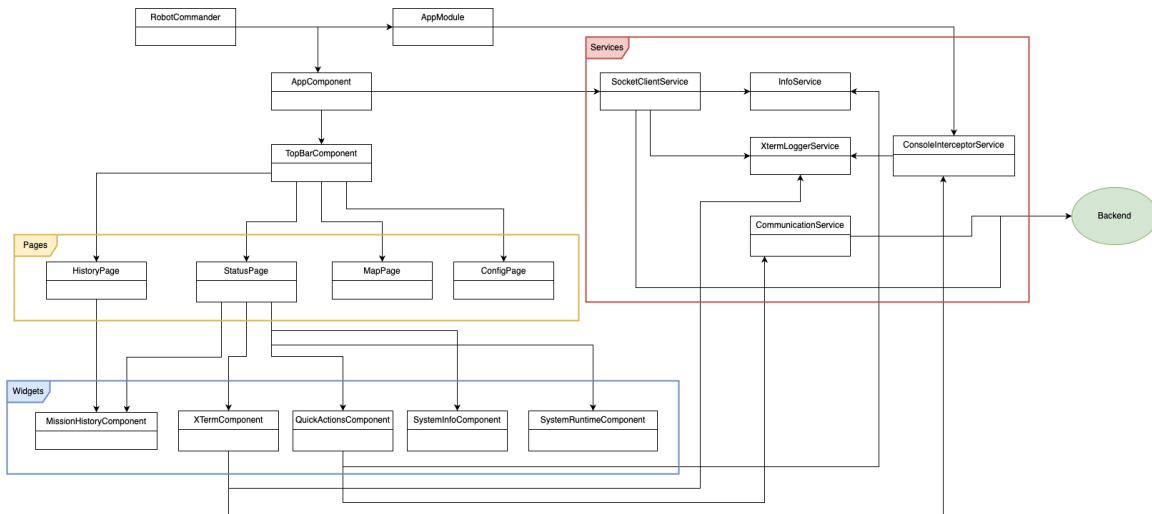 RobotCommander
AppModule
Services
AppComponent
SocketClientService
InfoService
TopBarComponent
XtermLoggerService
ConsoleInterceptorService
CommunicationService
Backend
Pages
HistoryPage
StatusPage
MapPage
ConfigPage
Widgets
MissionHistoryComponent
XTermComponent
QuickActionsComponent
SystemInfoComponent
SystemRuntimeComponent